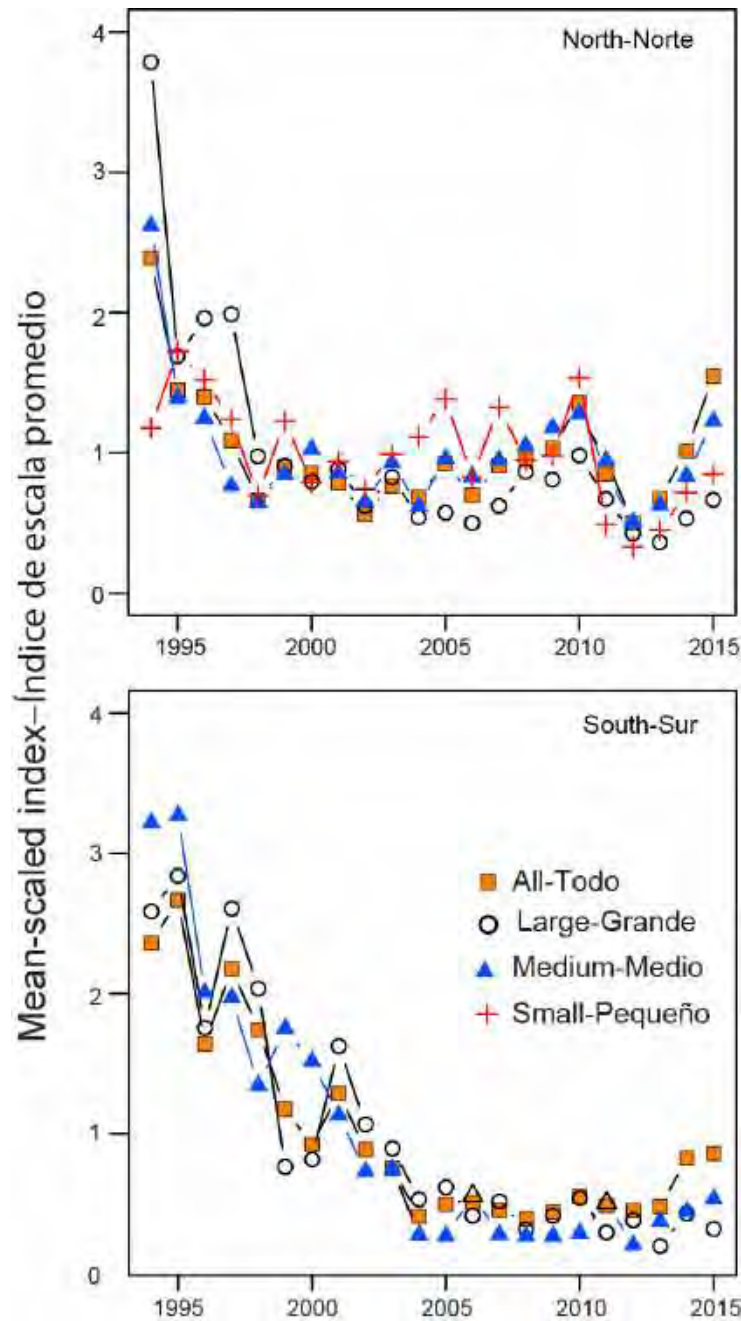 Mean-scaled index–Índice de escala promedio
North-Norte
4
3
2
1
0
1995 2000 2005 2010 2015
South-Sur
4
3
2
1
0
All-Todo
Large-Grande
Medium-Medio
Small-Pequeño
1995 2000 2005 2010 2015